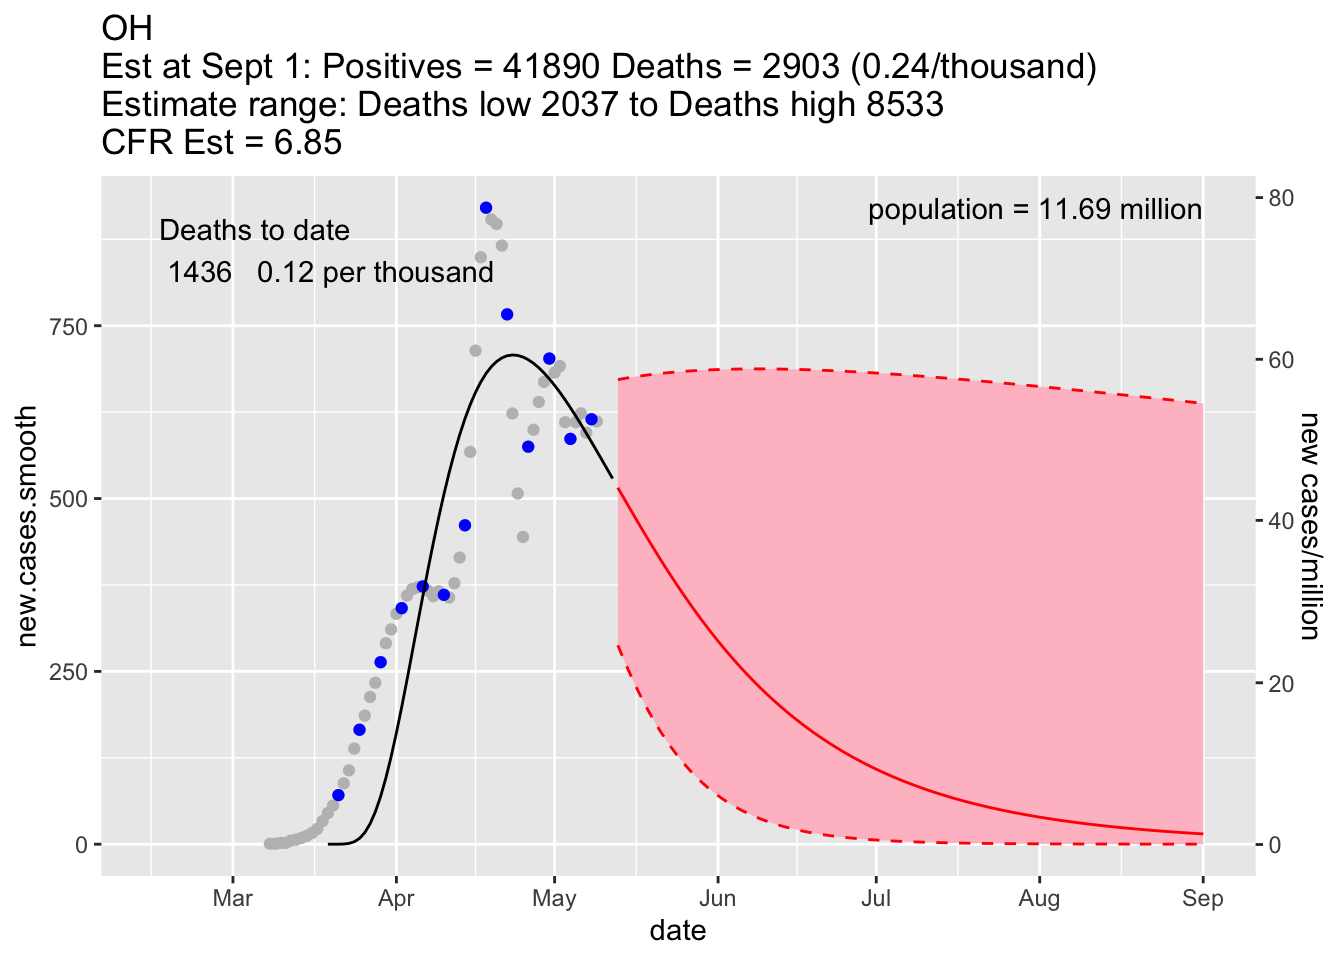 OH
Est at Sept 1: Positives = 41890 Deaths = 2903 (0.24/thousand)
Estimate range: Deaths low 2037 to Deaths high 8533
CFR Est = 6.85
Deaths to date
1436 0.12 per thousand
population = 11.69 million
new.cases.smooth
750
500
250
0
80
60
40
20
0
new cases/million
Mar Apr May Jun Jul Aug Sep
date